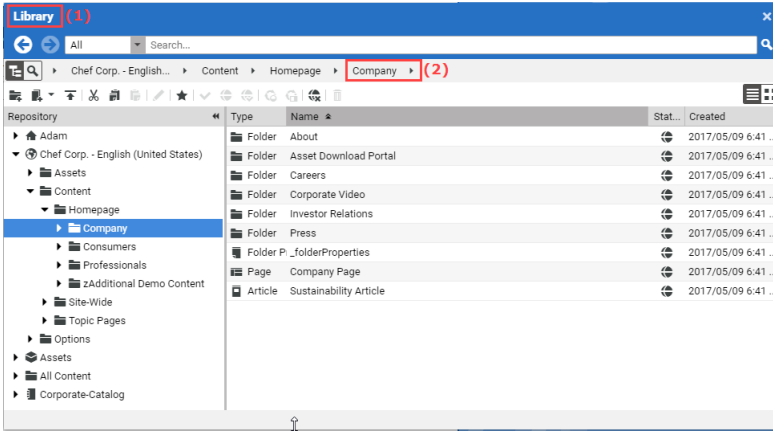 Library (1)
All Search...
Chef Corp. - English... Content Homepage Company (2)
Repository Type Name Stat... Created
Adam Folder About 2017/05/09 6:41 ..
Chef Corp. - English (United States) Folder Asset Download Portal 2017/05/09 6:41 ..
Assets Folder Careers 2017/05/09 6:41 ..
Content Folder Corporate Video 2017/05/09 6:41 ..
Homepage Folder Investor Relations 2017/05/09 6:41 ..
Company Folder Press 2017/05/09 6:41 ..
Consumers Folder P _folderProperties 2017/05/09 6:41 ..
Professionals Page Company Page 2017/05/09 6:41 ..
zAdditional Demo Content Article Sustainability Article 2017/05/09 6:41 ..
Site-Wide
Topic Pages
Options
Assets
All Content
Corporate-Catalog